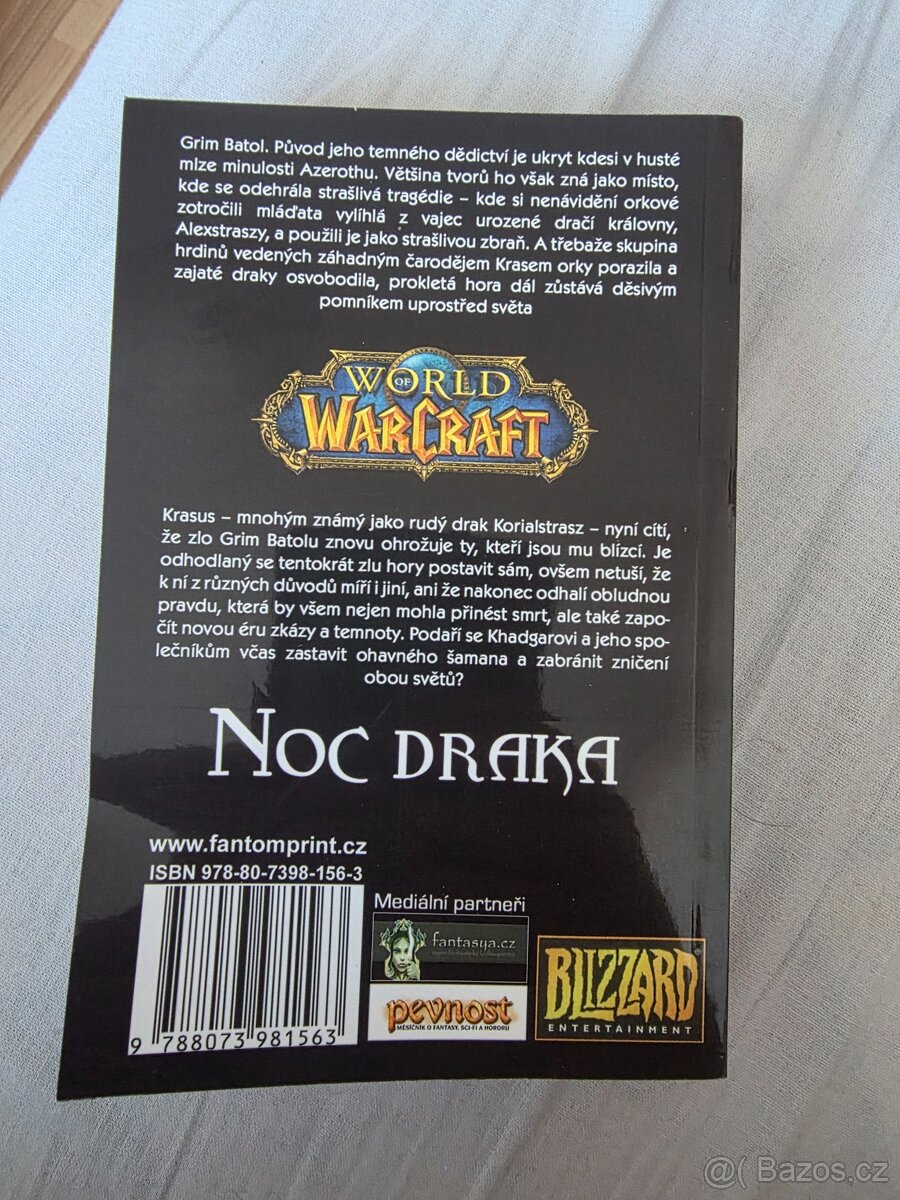 Grim Batol. Původ jeho temného dědictví je ukryt kdesi v husté
mlze minulosti Azerothu. Většina tvorů ho však zná jako místo,
kde se odehrála strašlivá tragédie – kde si nenávidění orkové
zotročili mláďata vylíhlá z vajec urozené dračí královny,
Alexstraszy, a použili je jako strašlivou zbraň. A třebaže skupina
hrdinů vedených záhadným čarodějem Krasem orky porazila a
zajaté draky osvobodila, prokletá hora dál zůstává děsivým
pomníkem uprostřed světa
WORLD
OF
WARCRAFT
Krasus – mnohým známý jako rudý drak Korialstrasz – nyní cítí,
že zlo Grim Batolu znovu ohrožuje ty, kteří jsou mu blízcí. Je
odhodlaný se tentokrát zlu hory postavit sám, ovšem netuší, že
k ní z různých důvodů míří i jiní, ani že nakonec odhalí obludnou
pravdu, která by všem nejen mohla přinést smrt, ale také zapo-
čít novou éru zkázy a temnoty. Podaří se Khadgarovi a jeho spo-
lečníkům včas zastavit ohavného šamana a zabránit zničení
obou světů?
NOC DRAKA
www.fantomprint.cz
ISBN 978-80-7398-156-3
Mediální partneři
fantasya.cz
pevnost
MĚSÍČNÍK O FANTASY, SCI-FI A HORORU
BLIZZARD
ENTERTAINMENT
9 788073 981563
@( Bazos.cz